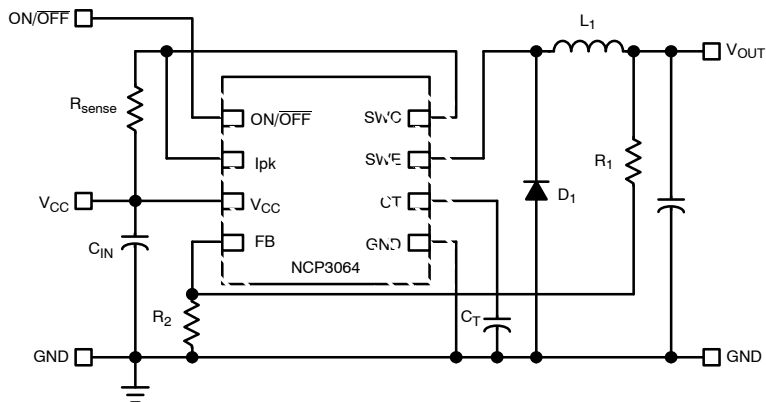 ON/OFF
L1
VOUT
Rsense
ON/OFF
SWC
Ipk
SWE
R1
VCC
VCC
CT
D1
CIN
FB
GND
NCP3064
R2
CT
GND
GND